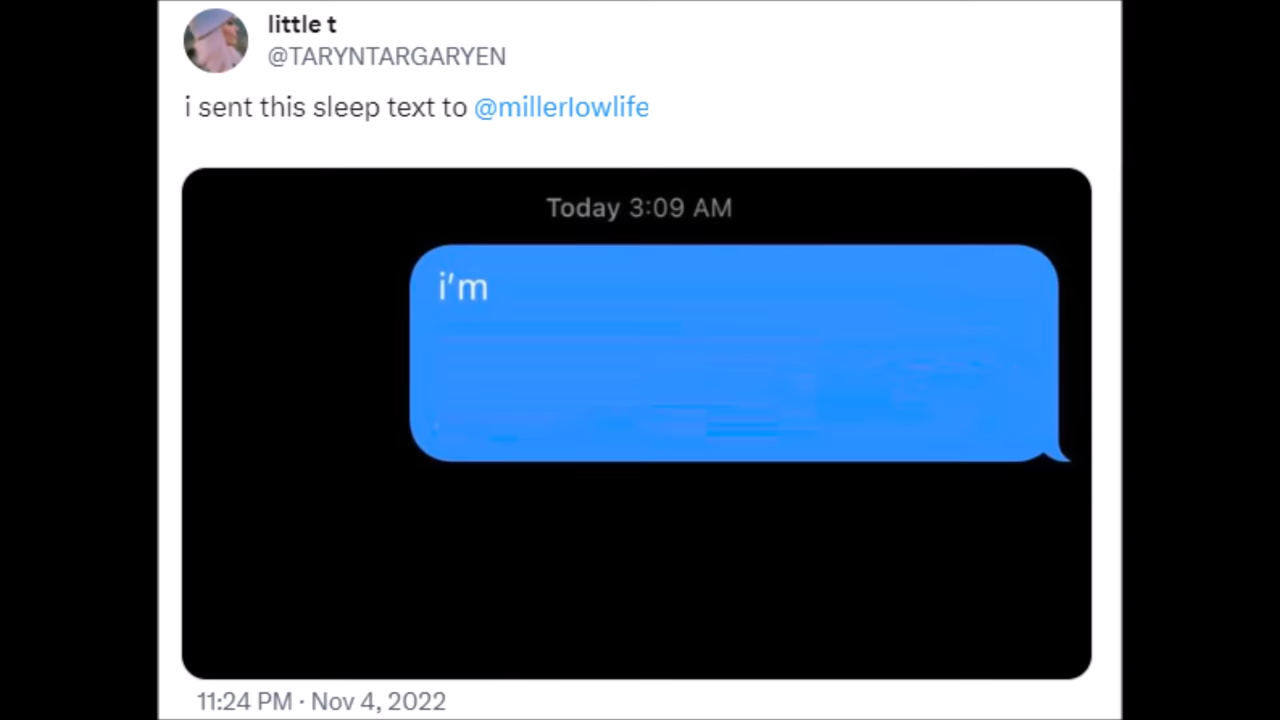 little t
@TARYNTARGARYEN
i sent this sleep text to @millerlowlife
Today 3:09 AM
i'm
11:24 PM · Nov 4, 2022